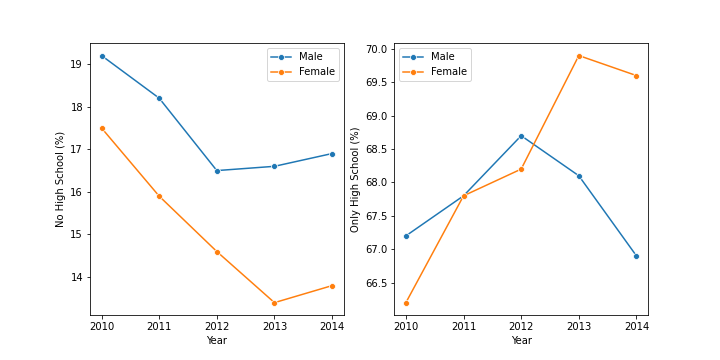 No High School (%)
19
18
17
16
15
14
Male
Female
2010 2011 2012 2013 2014
Year
Only High School (%)
70.0
69.5
69.0
68.5
68.0
67.5
67.0
66.5
Male
Female
2010 2011 2012 2013 2014
Year